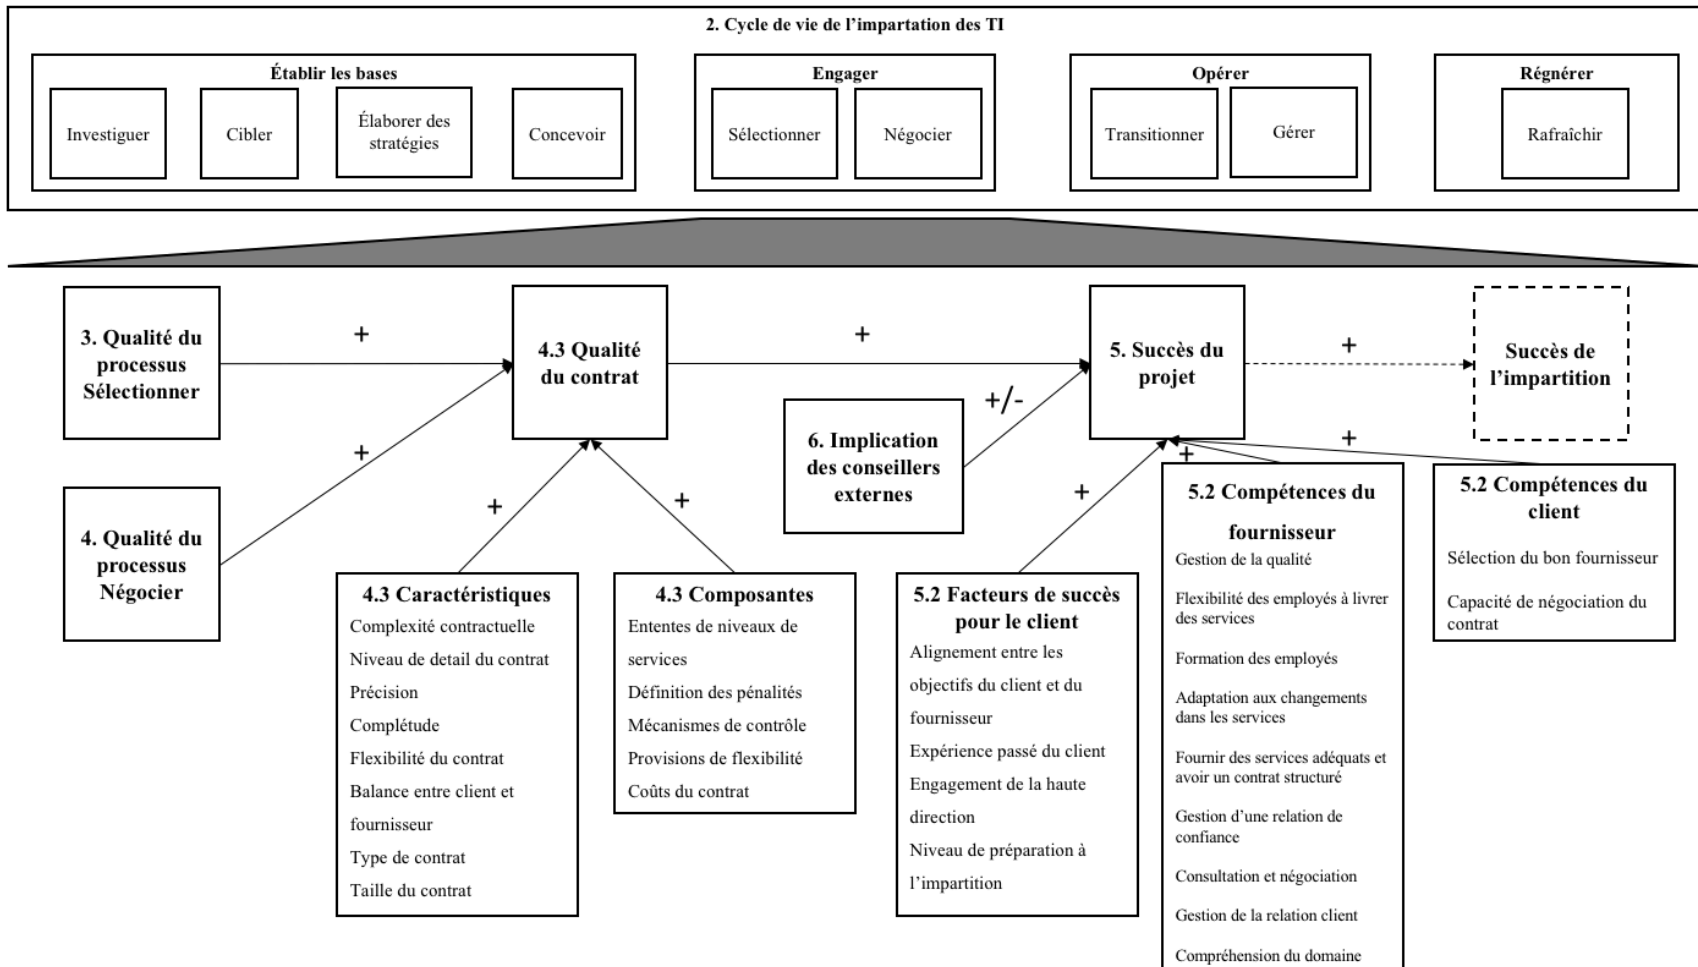 2. Cycle de vie de l’impartation des TI
Établir les bases
Investiguer
Cibler
Élaborer des
stratégies
Concevoir
Engager
Sélectionner
Négocier
Opérer
Transitionner
Gérer
Régnérer
Rafraîchir
3. Qualité du
processus
Sélectionner
+
4.3 Qualité
du contrat
+
5. Succès du
projet
+
Succès de
l’impartition
4. Qualité du
processus
Négocier
+
+
+
6. Implication
des conseillers
externes
+/-
+
+
+
4.3 Caractéristiques
Complexité contractuelle
Niveau de detail du contrat
Précision
Complétude
Flexibilité du contrat
Balance entre client et
fournisseur
Type de contrat
Taille du contrat
4.3 Composantes
Ententes de niveaux de
services
Définition des pénalités
Mécanismes de contrôle
Provisions de flexibilité
Coûts du contrat
5.2 Facteurs de succès
pour le client
Alignement entre les
objectifs du client et du
fournisseur
Expérience passé du client
Engagement de la haute
direction
Niveau de préparation à
l’impartition
5.2 Compétences du
fournisseur
Gestion de la qualité
Flexibilité des employés à livrer
des services
Formation des employés
Adaptation aux changements
dans les services
Fournir des services adéquats et
avoir un contrat structuré
Gestion d’une relation de
confiance
Consultation et négociation
Gestion de la relation client
Compréhension du domaine
5.2 Compétences du
client
Sélection du bon fournisseur
Capacité de négociation du
contrat